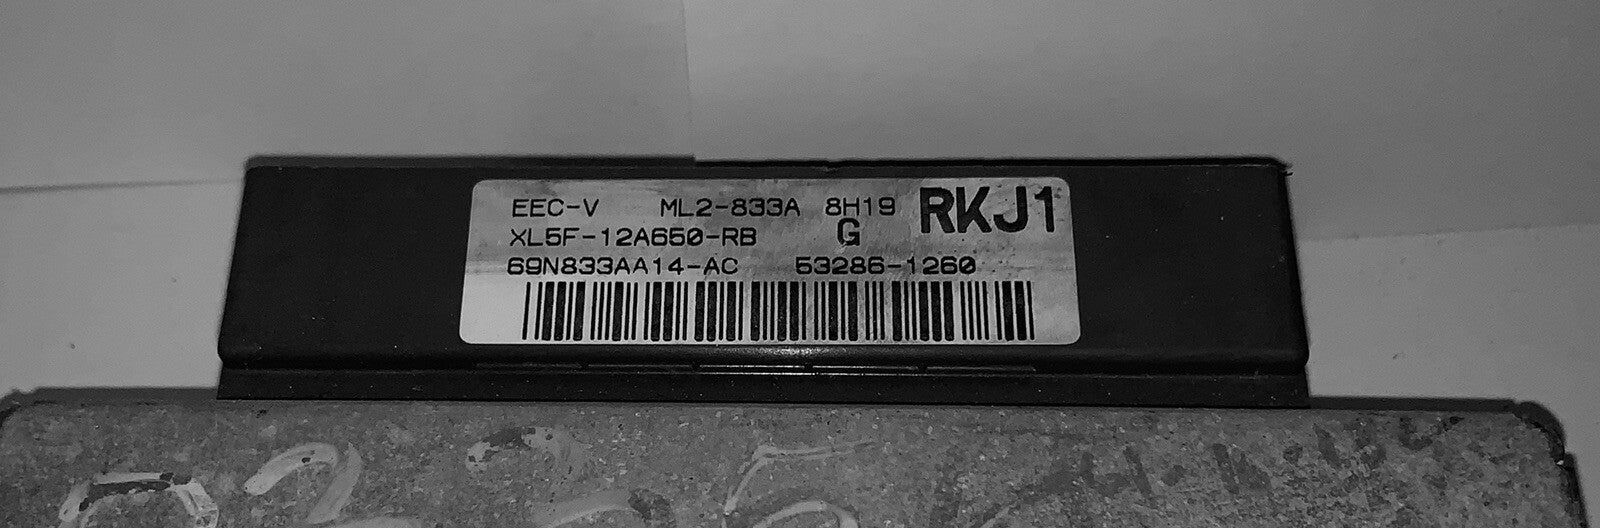 EEC-V ML2-833A 8H19 RKJ1
XL5F-12A650-RB G
69N833AA14-AC 53286-1260